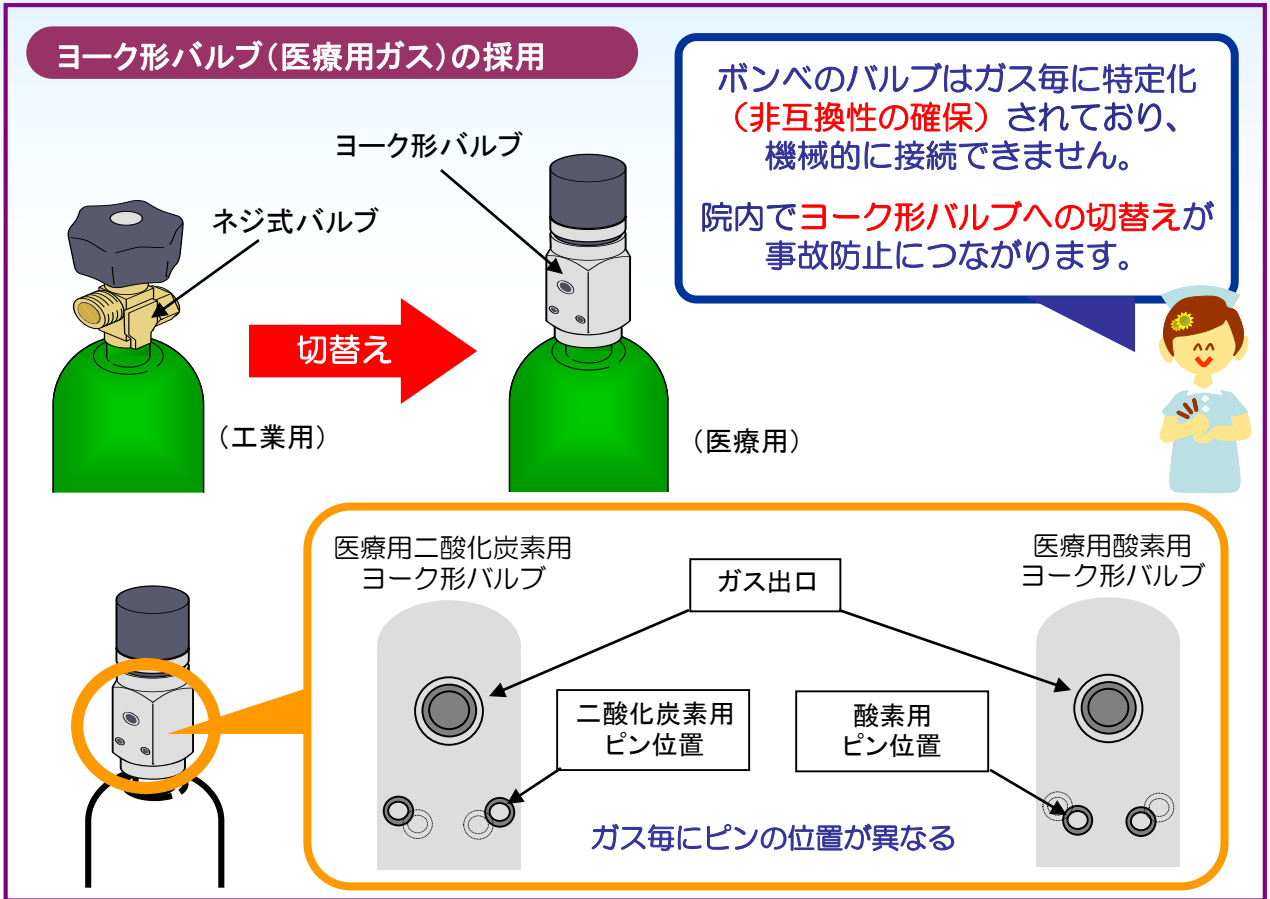 ヨーク形バルブ（医療用ガス）の採用
ボンベのバルブはガス毎に特定化
（非互換性の確保）されており、
機械的に接続できません。
院内でヨーク形バルブへの切替えが
事故防止につながります。
ヨーク形バルブ
ネジ式バルブ
切替え
（工業用）
（医療用）
医療用二酸化炭素用
ヨーク形バルブ
ガス出口
医療用酸素用
ヨーク形バルブ
二酸化炭素用
ピン位置
酸素用
ピン位置
ガス毎にピンの位置が異なる